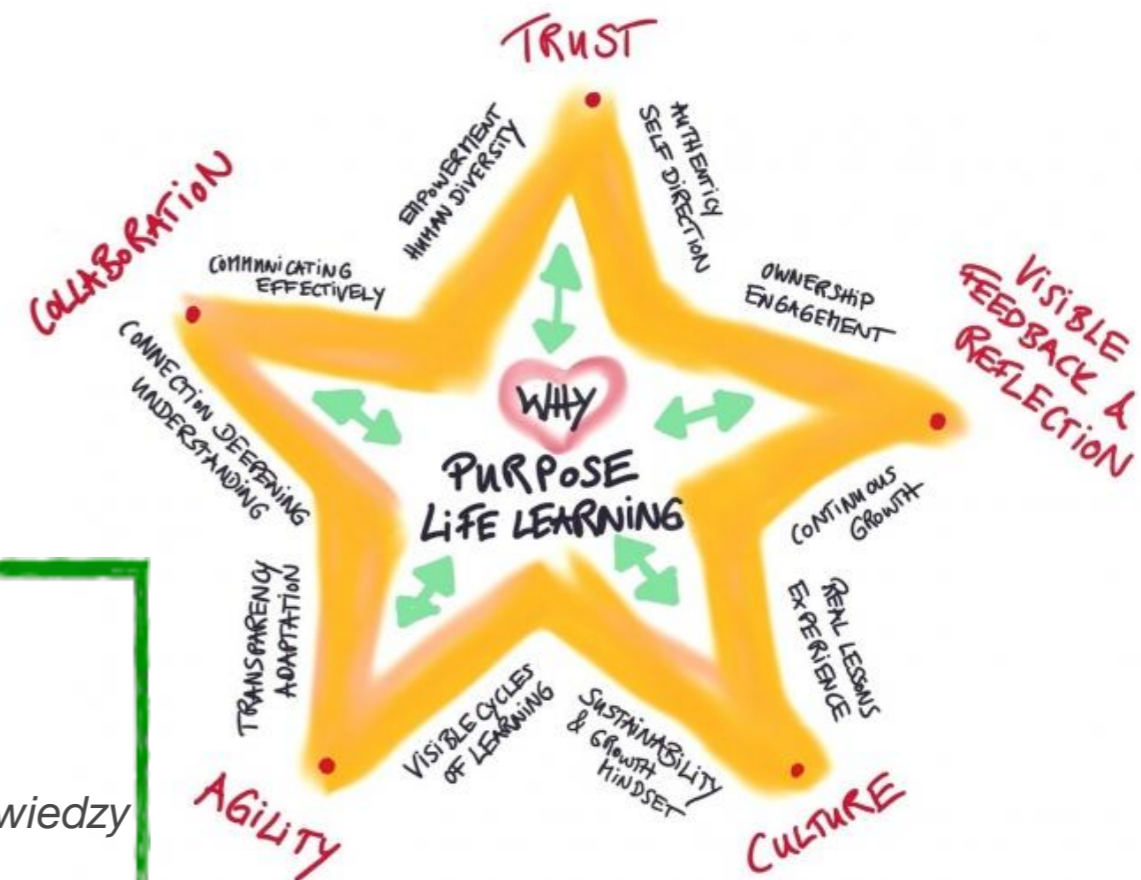 TRUST
EMPOWERMENT
HUMAN DIVERSITY
AUTHENTICY
SELF DIRECTION
COLLABORATION
COMMUNICATING
EFFECTIVELY
OWNERSHIP
ENGAGEMENT
VISIBLE
FEEDBACK &
REFLECTION
CONNECTION DEEPENING
UNDERSTANDING
WHY
PURPOSE
LIFE LEARNING
CONTINUOUS
GROWTH
TRANSPARENCY
ADAPTATION
REAL LESSONS
EXPERIENCE
VISIBLE CYCLES
OF LEARNING
SUSTAINABILITY
& GROWTH
MINDSET
wiedzy
AGILITY
CULTURE